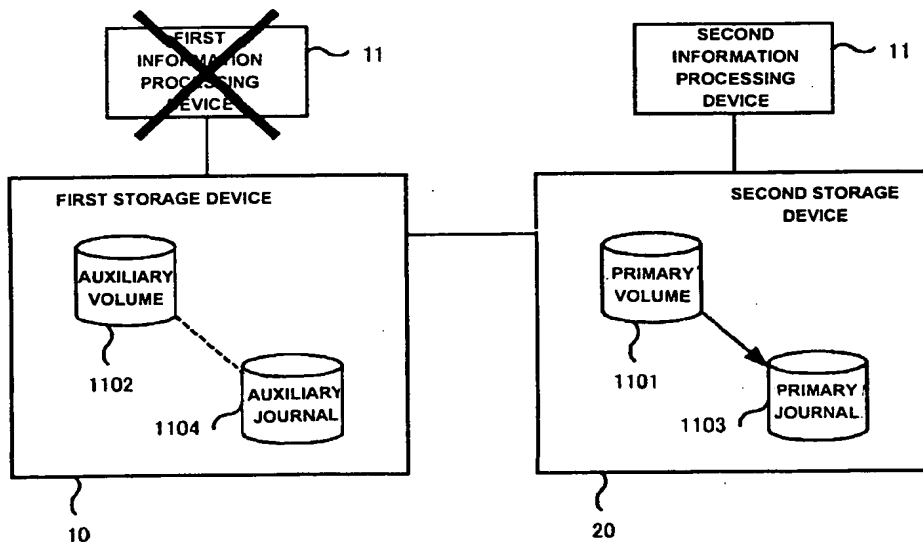 FIRST
INFORMATION
PROCESSING
DEVICE
11
SECOND
INFORMATION
PROCESSING
DEVICE
11
FIRST STORAGE DEVICE
AUXILIARY
VOLUME
1102
AUXILIARY
JOURNAL
1104
10
SECOND STORAGE
DEVICE
PRIMARY
VOLUME
1101
PRIMARY
JOURNAL
1103
20